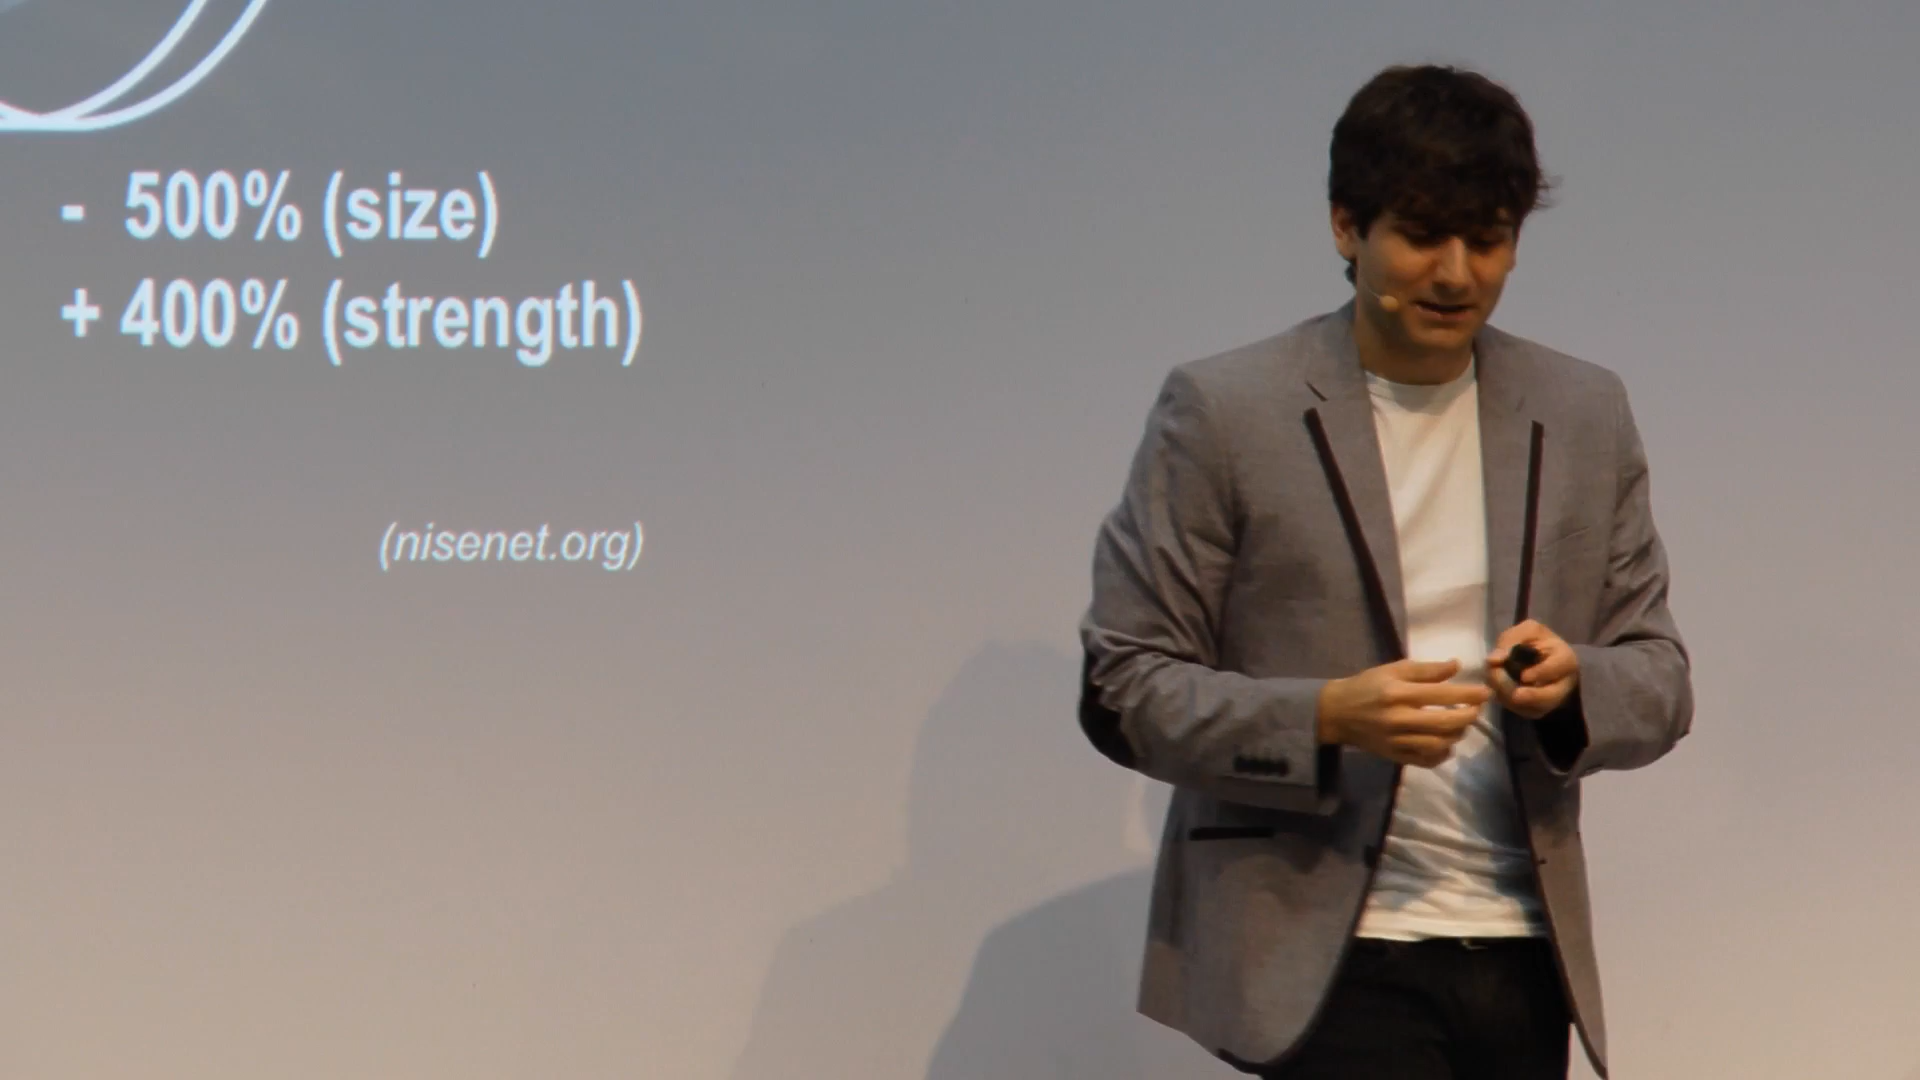 - 500% (size)
+ 400% (strength)
(nisenet.org)